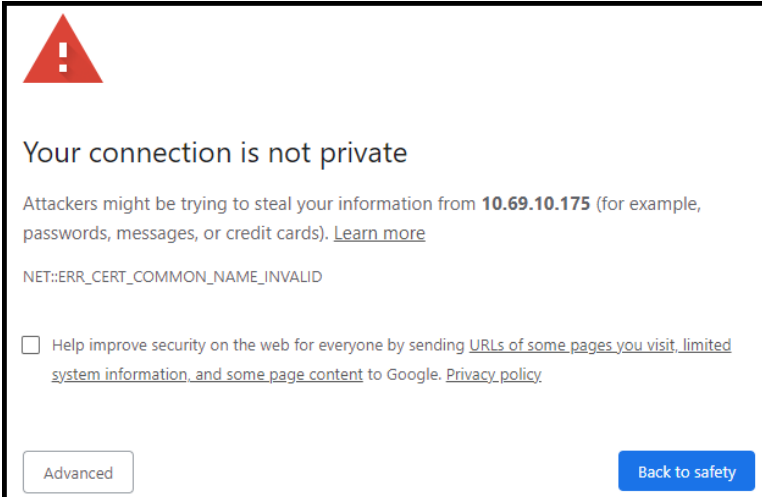 Your connection is not private
Attackers might be trying to steal your information from 10.69.10.175 (for example,
passwords, messages, or credit cards). Learn more
NET::ERR_CERT_COMMON_NAME_INVALID
Help improve security on the web for everyone by sending URLs of some pages you visit, limited
system information, and some page content to Google. Privacy policy
Advanced
Back to safety